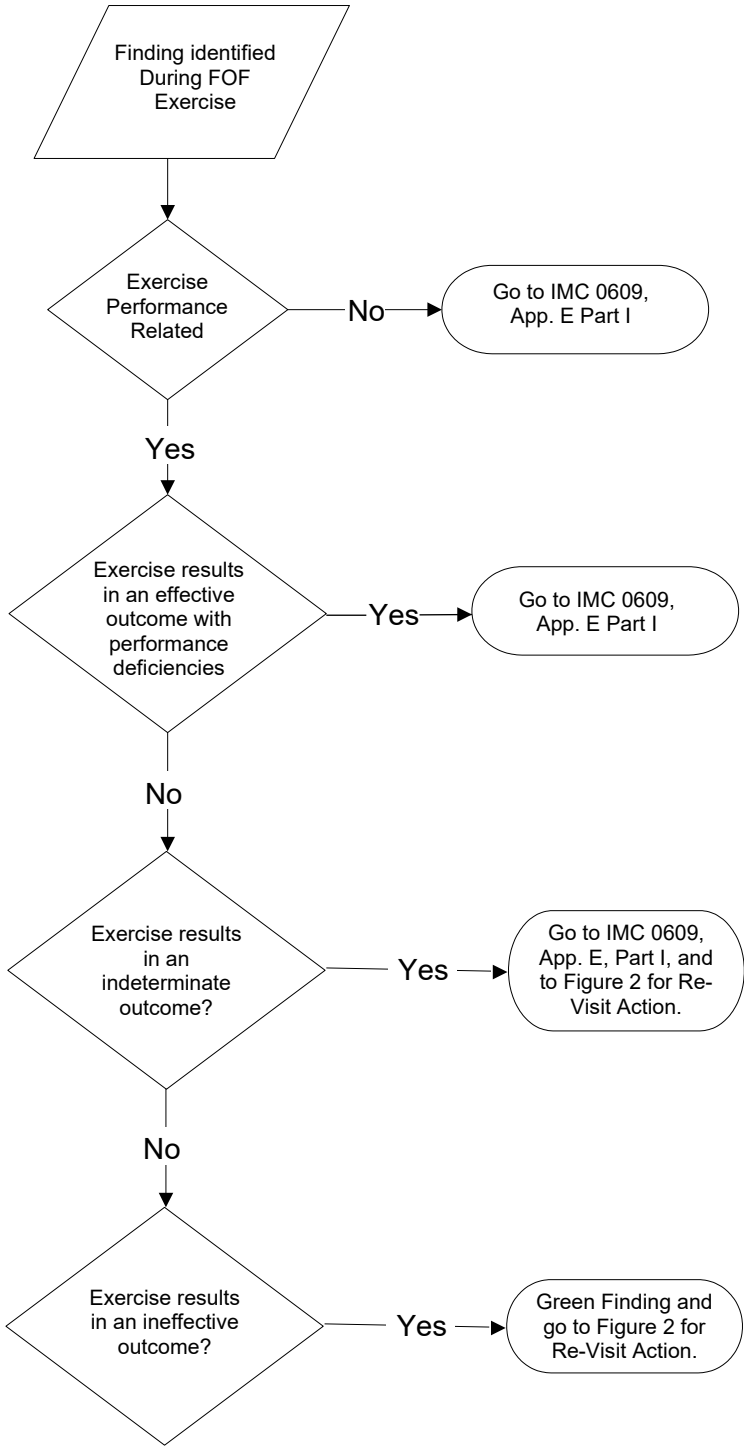 Finding identified
During FOF
Exercise
Exercise
Performance
Related
No
Go to IMC 0609,
App. E Part I
Yes
Exercise results
in an effective
outcome with
performance
deficiencies
Yes
Go to IMC 0609,
App. E Part I
No
Exercise results
in an
indeterminate
outcome?
Yes
Go to IMC 0609,
App. E, Part I, and
to Figure 2 for Re-
Visit Action.
No
Exercise results
in an ineffective
outcome?
Yes
Green Finding and
go to Figure 2 for
Re-Visit Action.